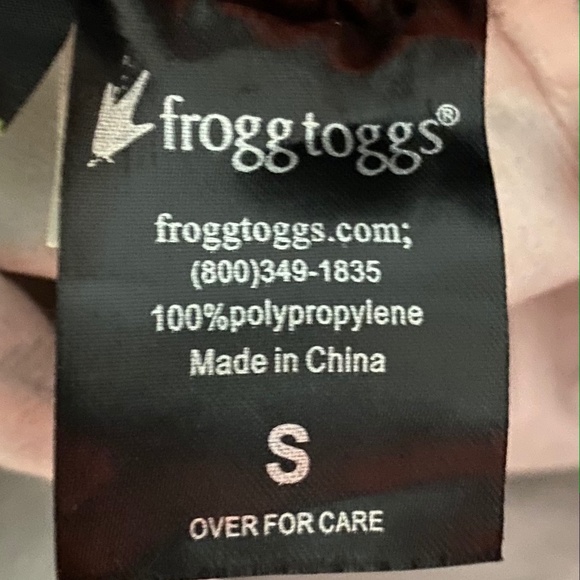 frogg toggs®
froggtoggs.com;
(800)349-1835
100%polypropylene
Made in China
S
OVER FOR CARE